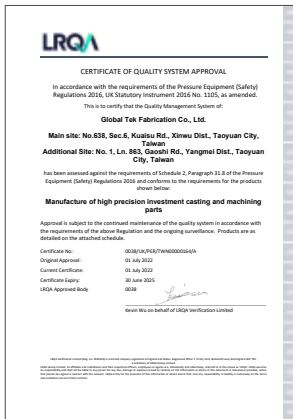 LRQA
CERTIFICATE OF QUALITY SYSTEM APPROVAL
In accordance with the requirements of the Pressure Equipment (Safety)
Regulations 2016, UK Statutory Instrument 2016 No. 1105, as amended.
This is to certify that the Quality Management System of:
Global Tek Fabrication Co., Ltd.
Main site: No.638, Sec.6, Kuaisu Rd., Xinwu Dist., Taoyuan City,
Taiwan
Additional Site: No. 1, Ln. 863, Gaoshi Rd., Yangmei Dist., Taoyuan
City, Taiwan
has been assessed against the requirements of Schedule 2, Paragraph 31.8 of the Pressure
Equipment (Safety) Regulations 2016 and conforms to the requirements for the products
shown below:
Manufacture of high precision investment casting and machining
parts
Approval is subject to the continued maintenance of the quality system in accordance with
the requirements of the above Regulation and the ongoing surveillance. Products are as
detailed on the attached schedule.
Certificate No: 0038/UK/PER/TWN00000164/A
Original Approval: 01 July 2022
Current Certificate: 01 July 2022
Certificate Expiry: 30 June 2025
LRQA Approved Body 0038
Kevin Wu on behalf of LRQA Verification Limited